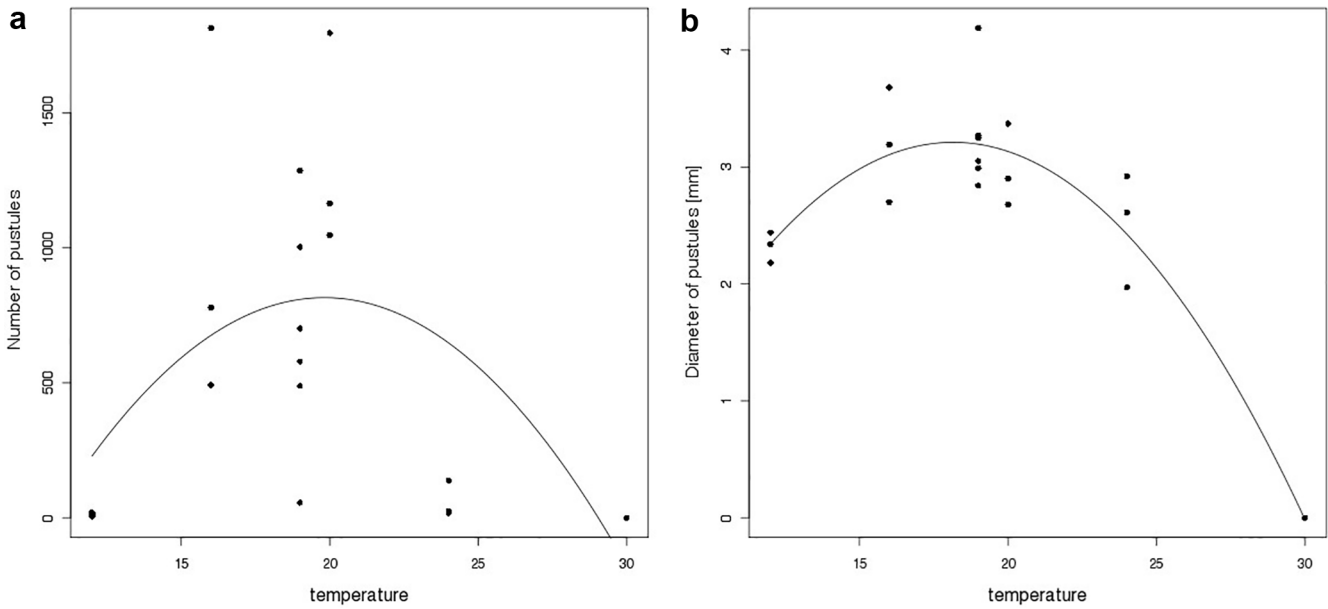 a
Number of pustules
1500
1000
500
0
15 20 25 30
temperature
b
Diameter of pustules [mm]
4
3
2
1
0
15 20 25 30
temperature